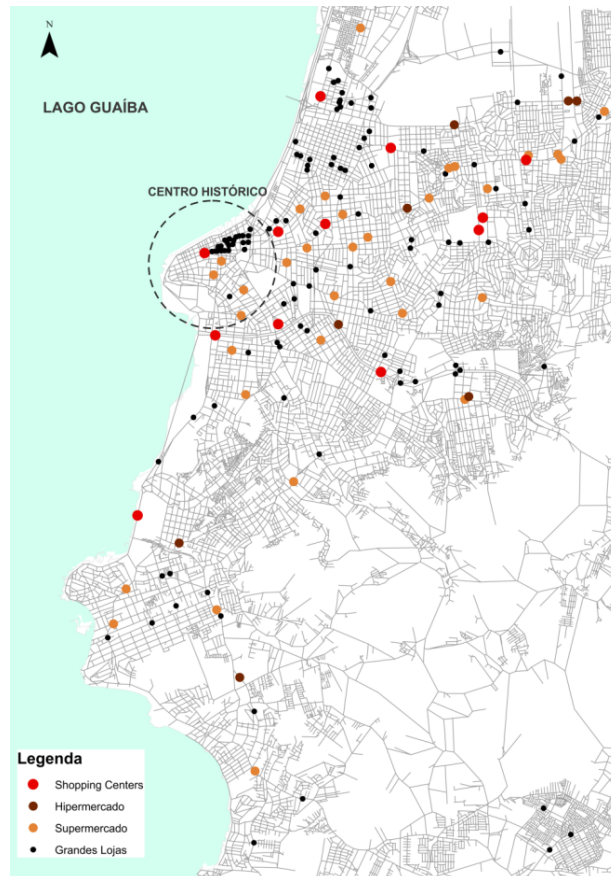 N
LAGO GUAÍBA
CENTRO HISTÓRICO
Legenda
Shopping Centers
Hipermercado
Supermercado
Grandes Lojas